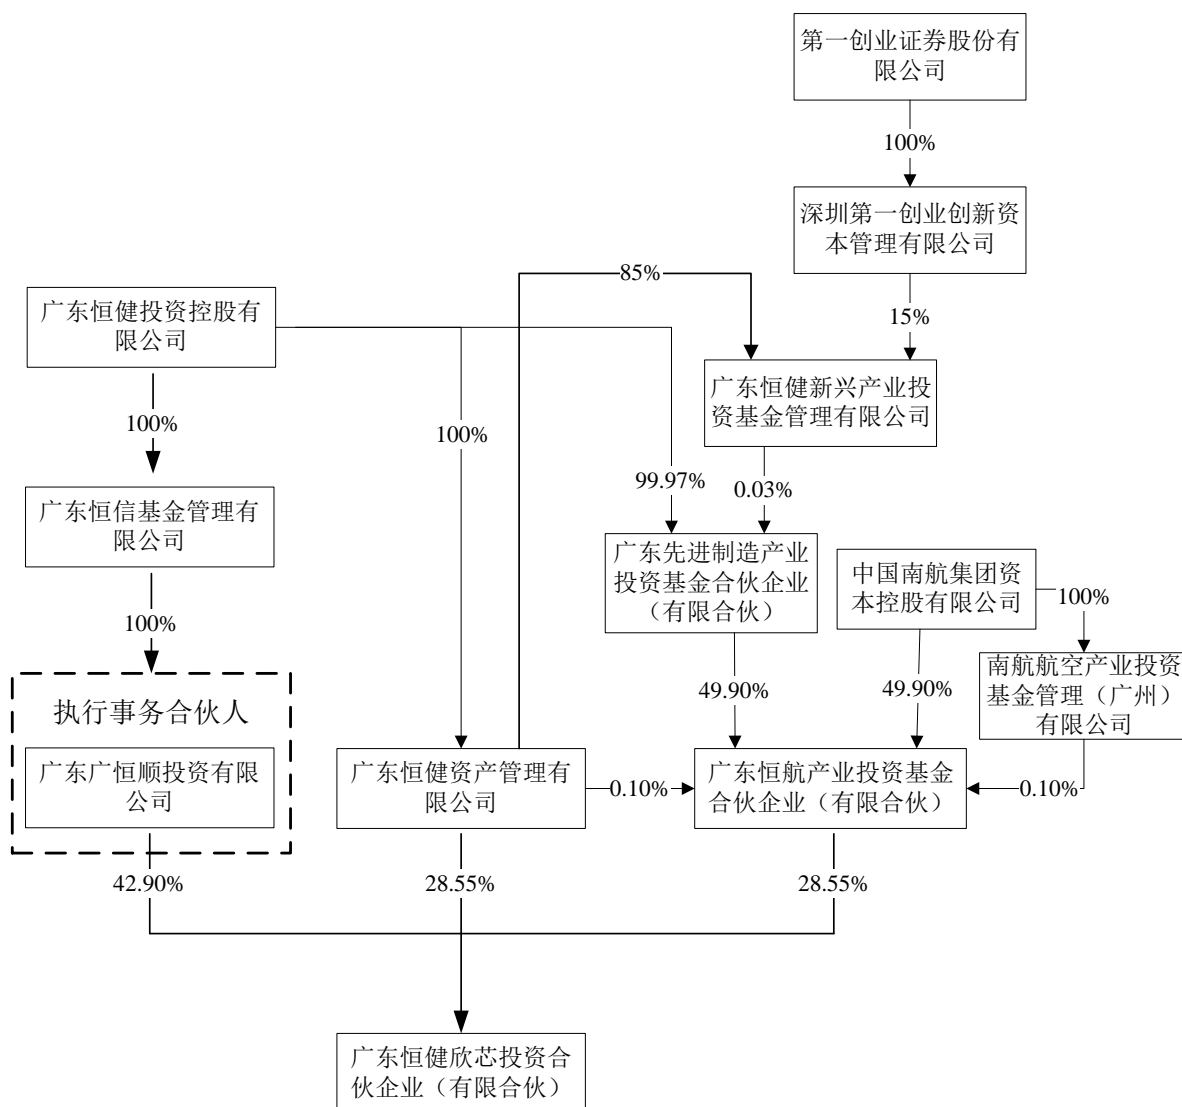 第一创业证券股份有
限公司
100%
深圳第一创业创新资
本管理有限公司
85%
15%
广东恒健投资控股有
限公司
广东恒健新兴产业投
资基金管理有限公司
100%
100%
99.97%
0.03%
广东恒信基金管理有
限公司
广东先进制造产业
投资基金合伙企业
（有限合伙）
中国南航集团资
本控股有限公司
100%
100%
南航航空产业投资
基金管理（广州）
有限公司
49.90%
49.90%
执行事务合伙人
广东广恒顺投资有限
公司
广东恒健资产管理有
限公司
0.10%
广东恒航产业投资基金
合伙企业（有限合伙）
0.10%
42.90%
28.55%
28.55%
广东恒健欣芯投资合
伙企业（有限合伙）